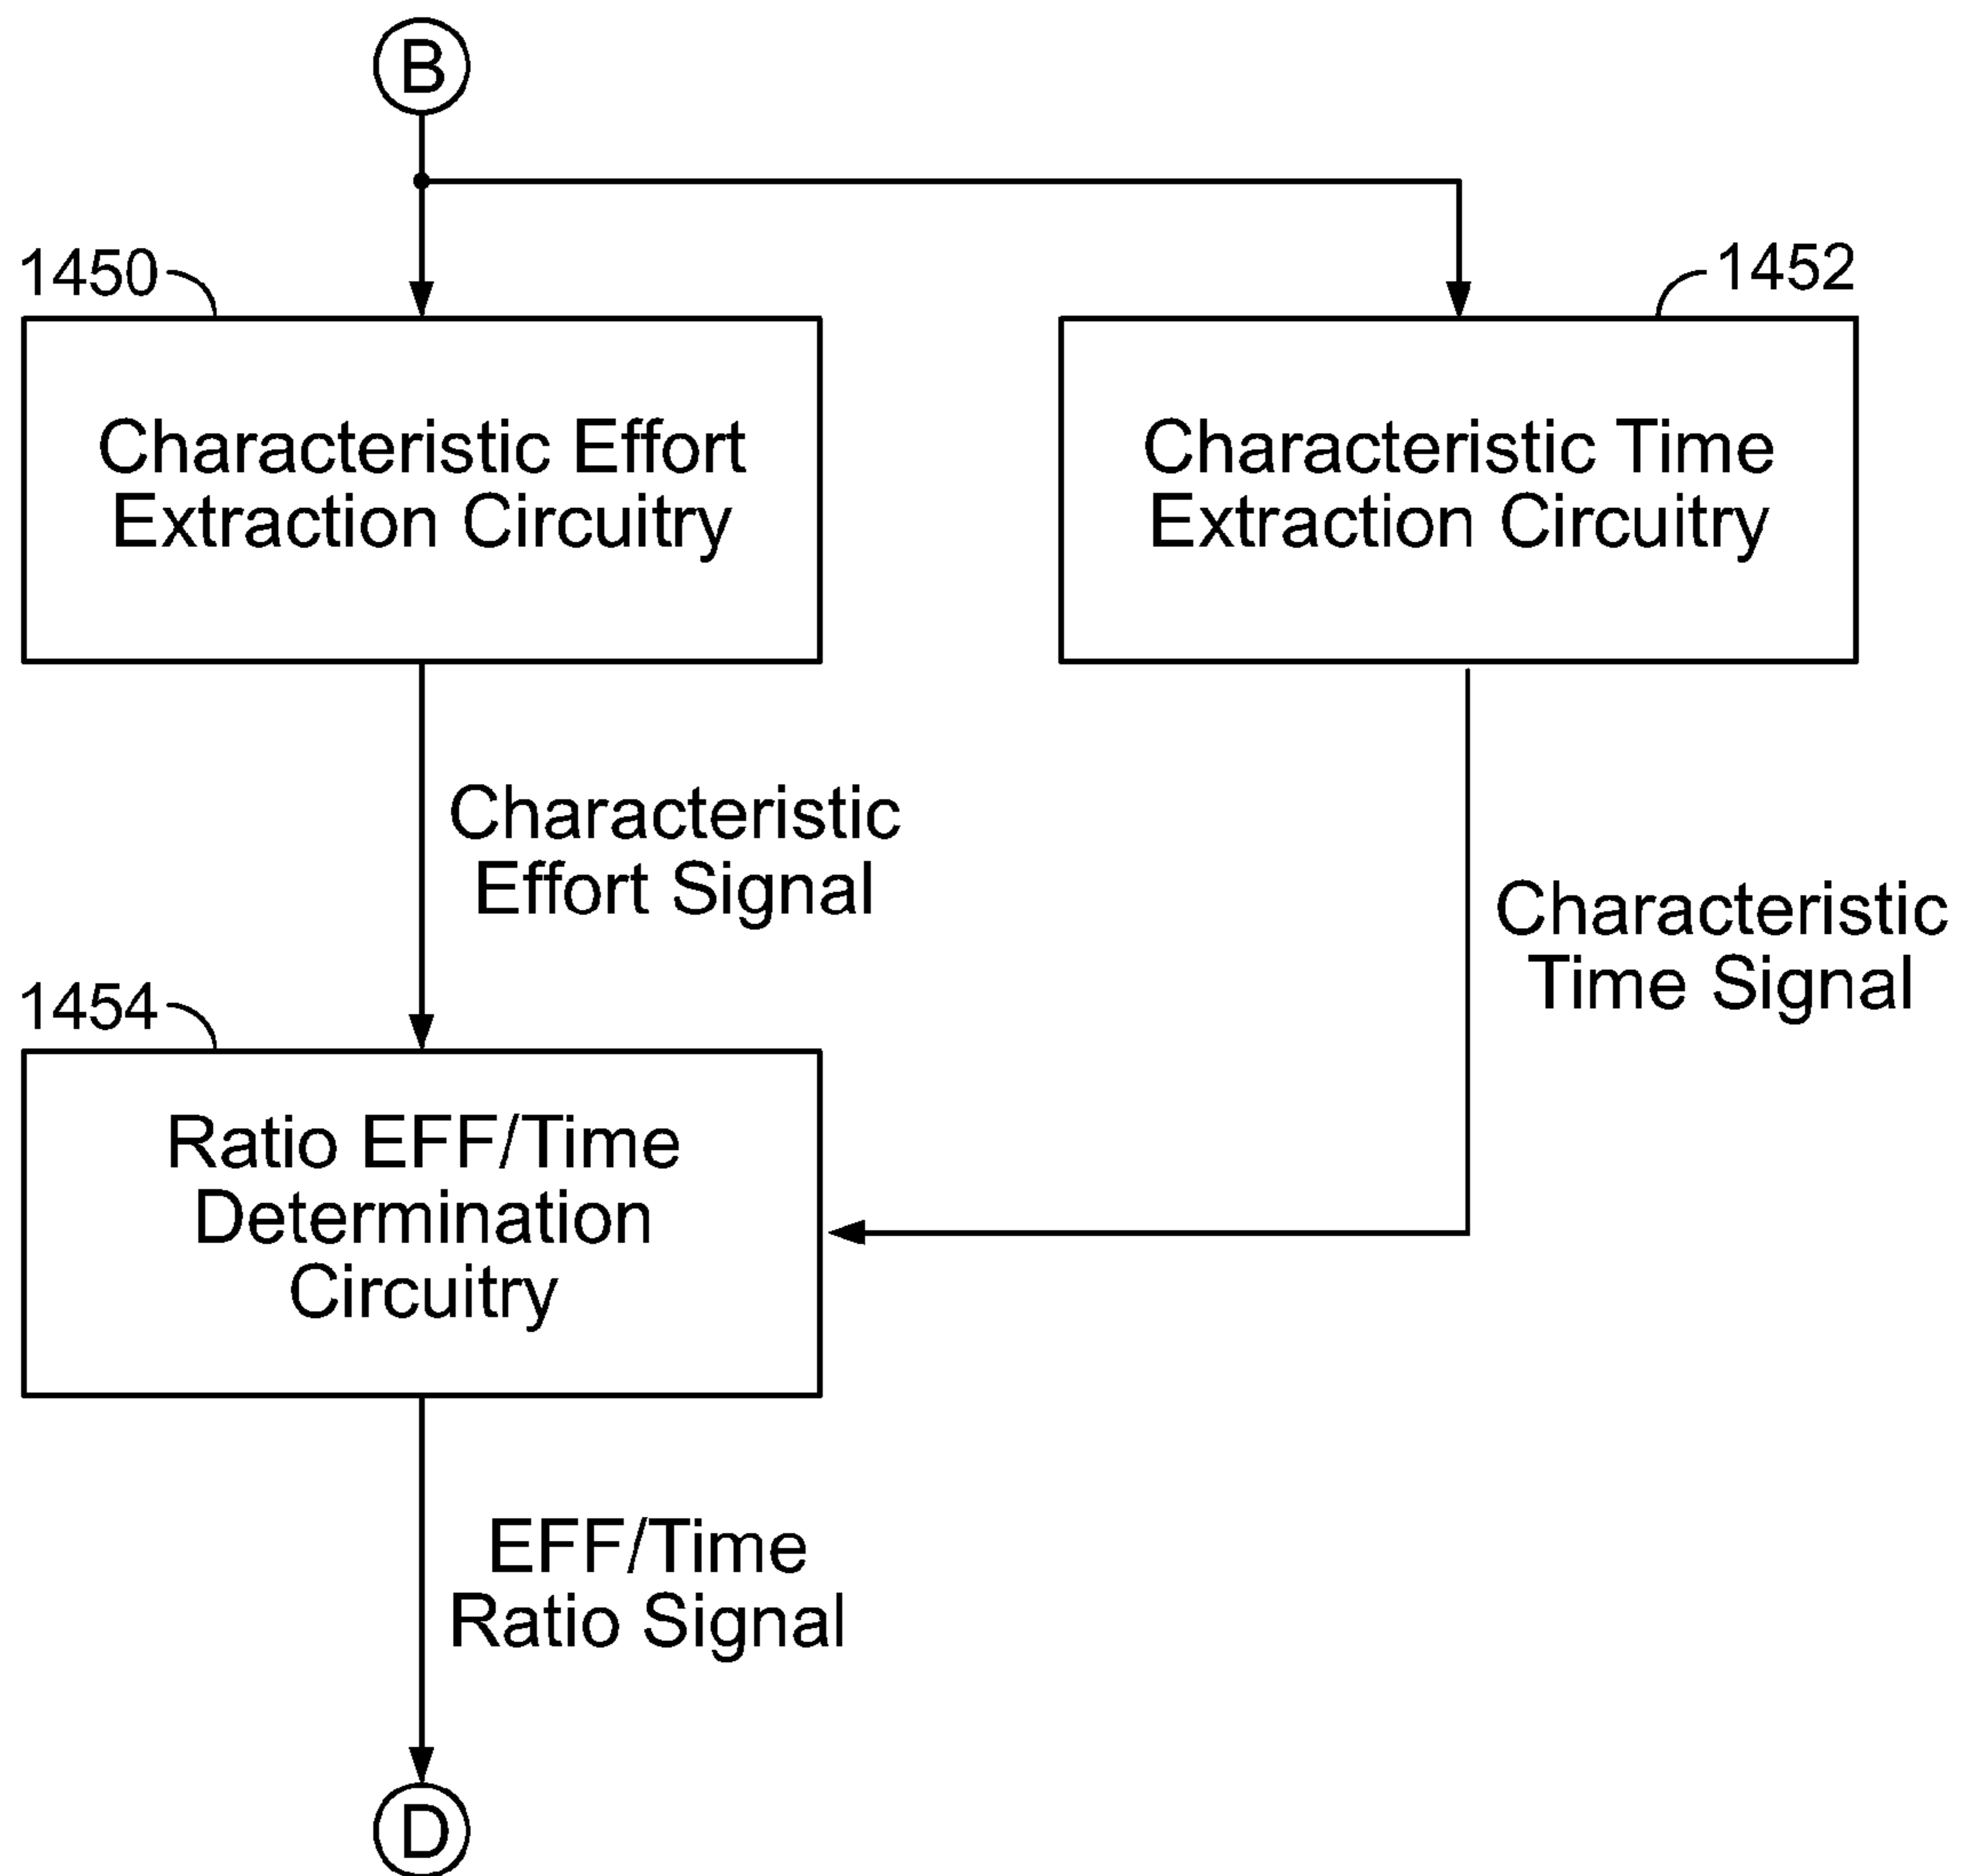 B
1450
1452
Characteristic Effort
Extraction Circuitry
Characteristic Time
Extraction Circuitry
Characteristic
Effort Signal
Characteristic
Time Signal
1454
Ratio EFF/Time
Determination
Circuitry
EFF/Time
Ratio Signal
D